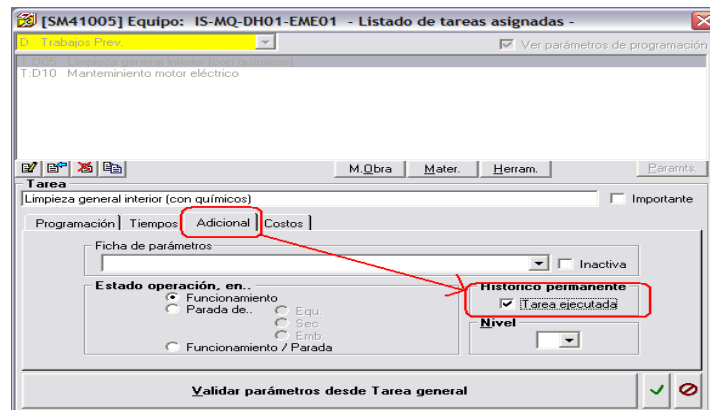 [SM41005] Equipo: IS-MQ-DH01-EME01 - Listado de tareas asignadas -
D Trabajos Prev.
Ver parámetros de programación
T:D05 Limpieza general interior (con químicos)
T:D10 Manteminiento motor eléctrico
M.Obra Mater. Herram. Paramts.
Tarea
Limpieza general interior (con químicos)
Importante
Programación Tiempos Adicional Costos
Ficha de parámetros
Inactiva
Estado operación, en..
Histórico permanente
Funcionamiento
Tarea ejecutada
Parada de.. Equ.
Sec
Emb.
Nivel
Funcionamiento / Parada
Validar parámetros desde Tarea general